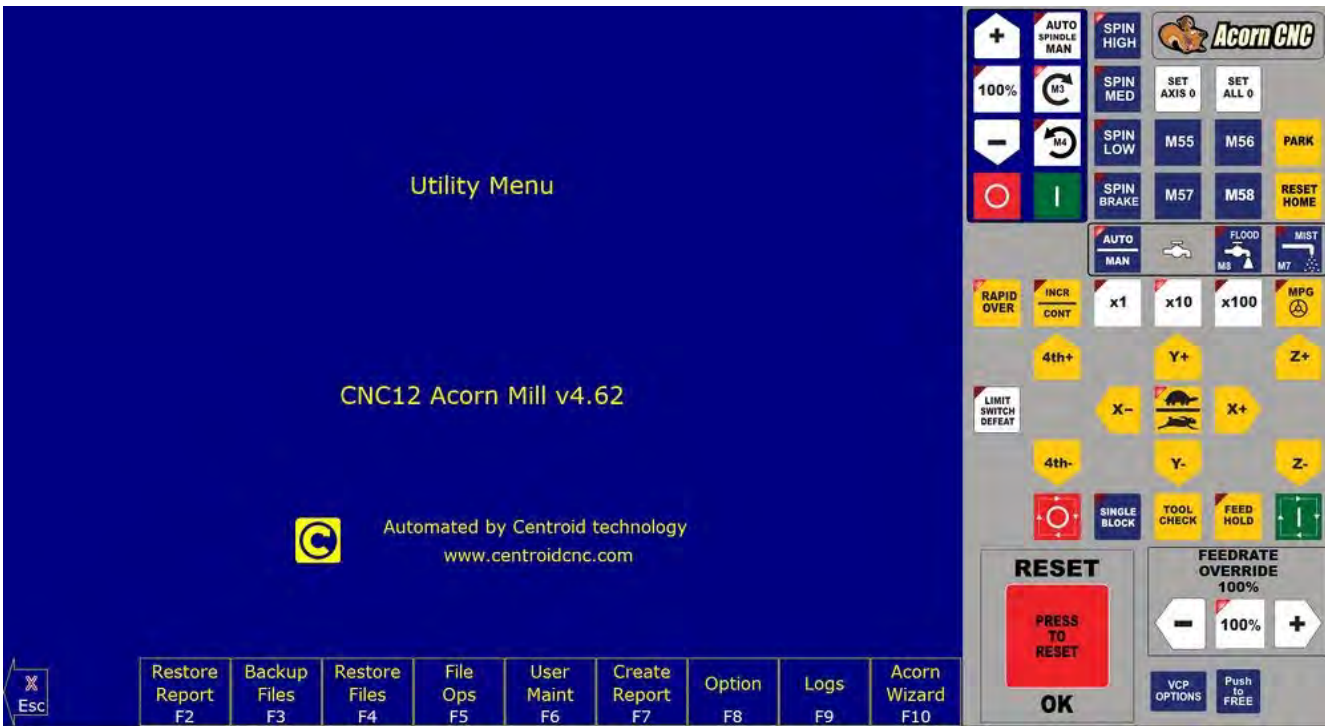 Utility Menu
CNC12 Acorn Mill v4.62
Automated by Centroid technology
www.centroidcnc.com
X
Esc
Restore
Report
F2
Backup
Files
F3
Restore
Files
F4
File
Ops
F5
User
Maint
F6
Create
Report
F7
Option
F8
Logs
F9
Acorn
Wizard
F10
+
AUTO
SPINDLE
MAN
SPIN
HIGH
Acorn CNC
100%
M3
SPIN
MED
SET
AXIS 0
SET
ALL 0
-
M4
SPIN
LOW
M55
M56
PARK
SPIN
BRAKE
M57
M58
RESET
HOME
AUTO
MAN
FLOOD
M8
MIST
M7
RAPID
OVER
INCR
CONT
x1
x10
x100
MPG
4th+
Y+
Z+
LIMIT
SWITCH
DEFEAT
X-
X+
4th-
Y-
Z-
SINGLE
BLOCK
TOOL
CHECK
FEED
HOLD
RESET
PRESS
TO
RESET
OK
FEEDRATE
OVERRIDE
100%
-
100%
+
VCP
OPTIONS
Push
to
FREE